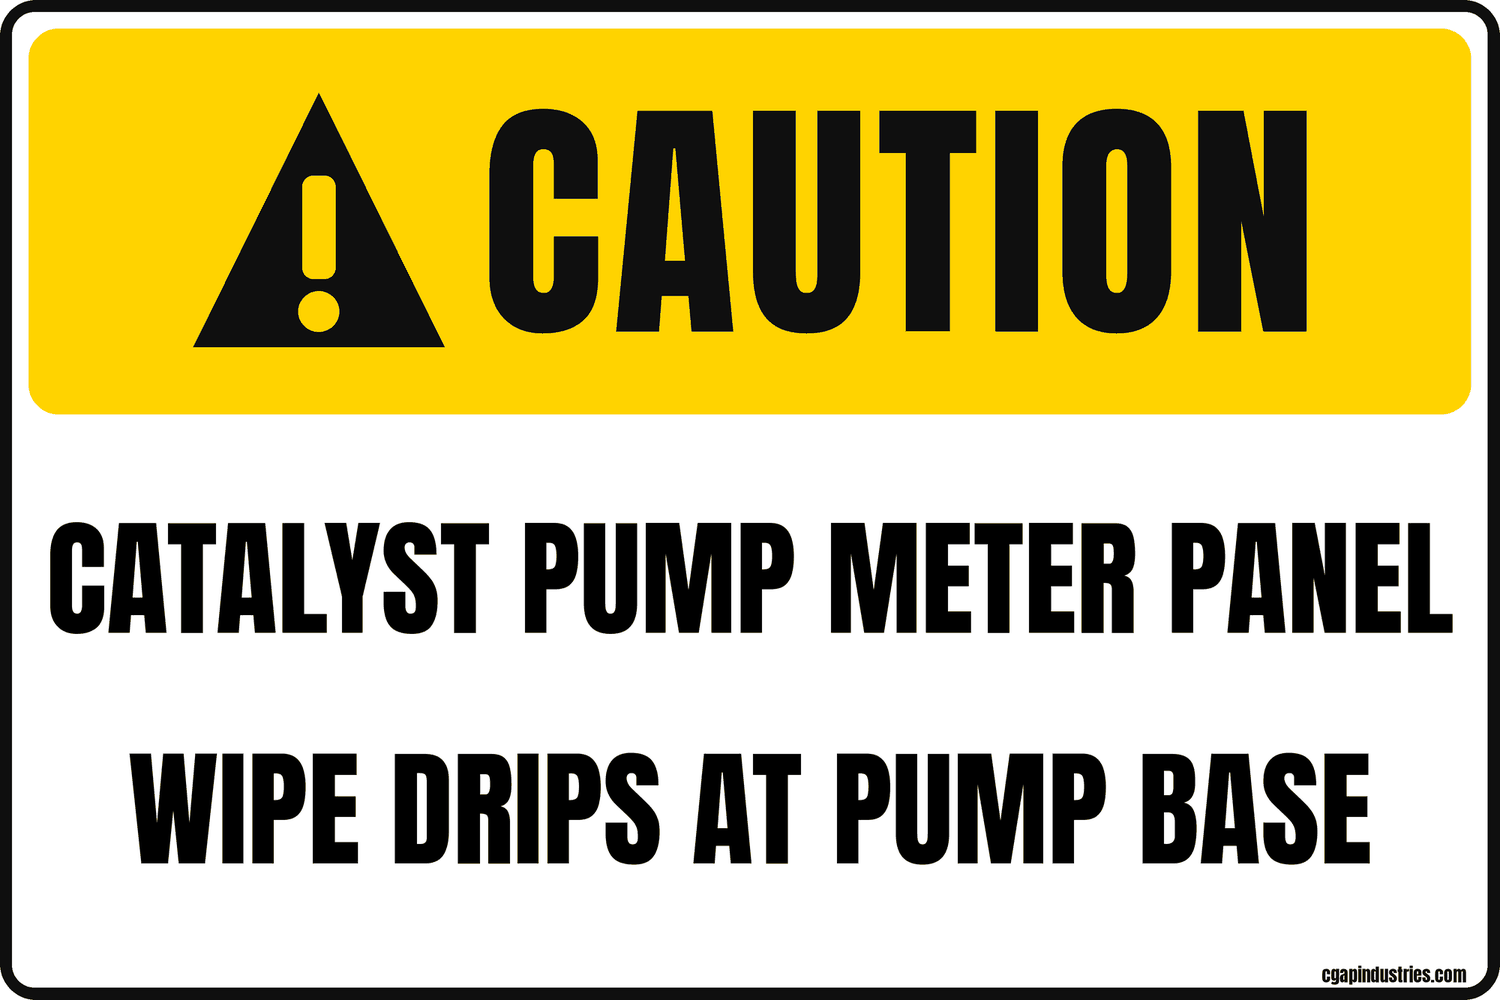 CAUTION
CATALYST PUMP METER PANEL
WIPE DRIPS AT PUMP BASE
cgapindustries.com